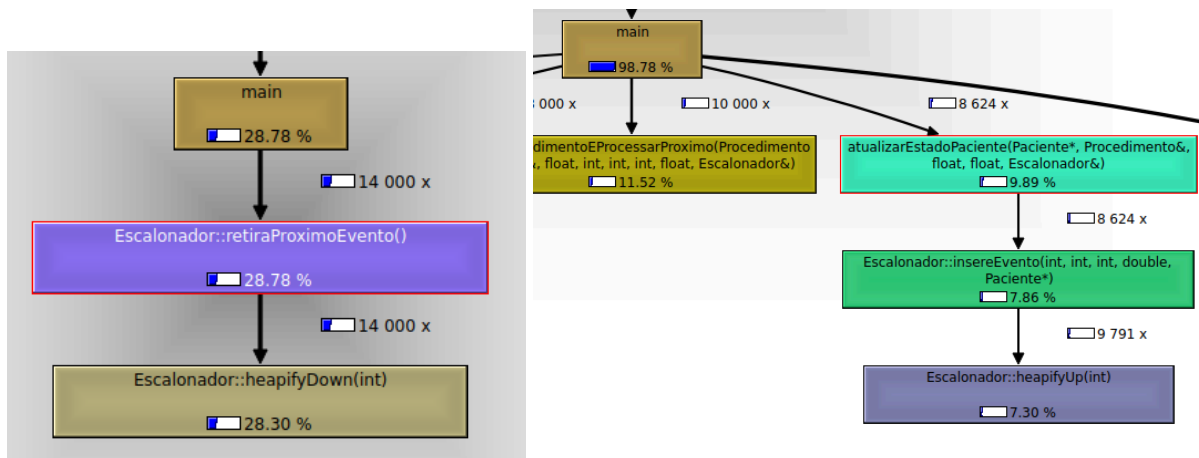 main
28.78 %
14 000 x
Escalonador::retiraProximoEvento()
28.78 %
14 000 x
Escalonador::heapifyDown(int)
28.30 %
main
98.78 %
000 x
10 000 x
8 624 x
dimentoEProcessarProximo(Procedimento
&, float, int, int, int, float, Escalonador&)
11.52 %
atualizarEstadoPaciente(Paciente*, Procedimento&,
float, float, Escalonador&)
9.89 %
8 624 x
Escalonador::insereEvento(int, int, int, double,
Paciente*)
7.86 %
9 791 x
Escalonador::heapifyUp(int)
7.30 %